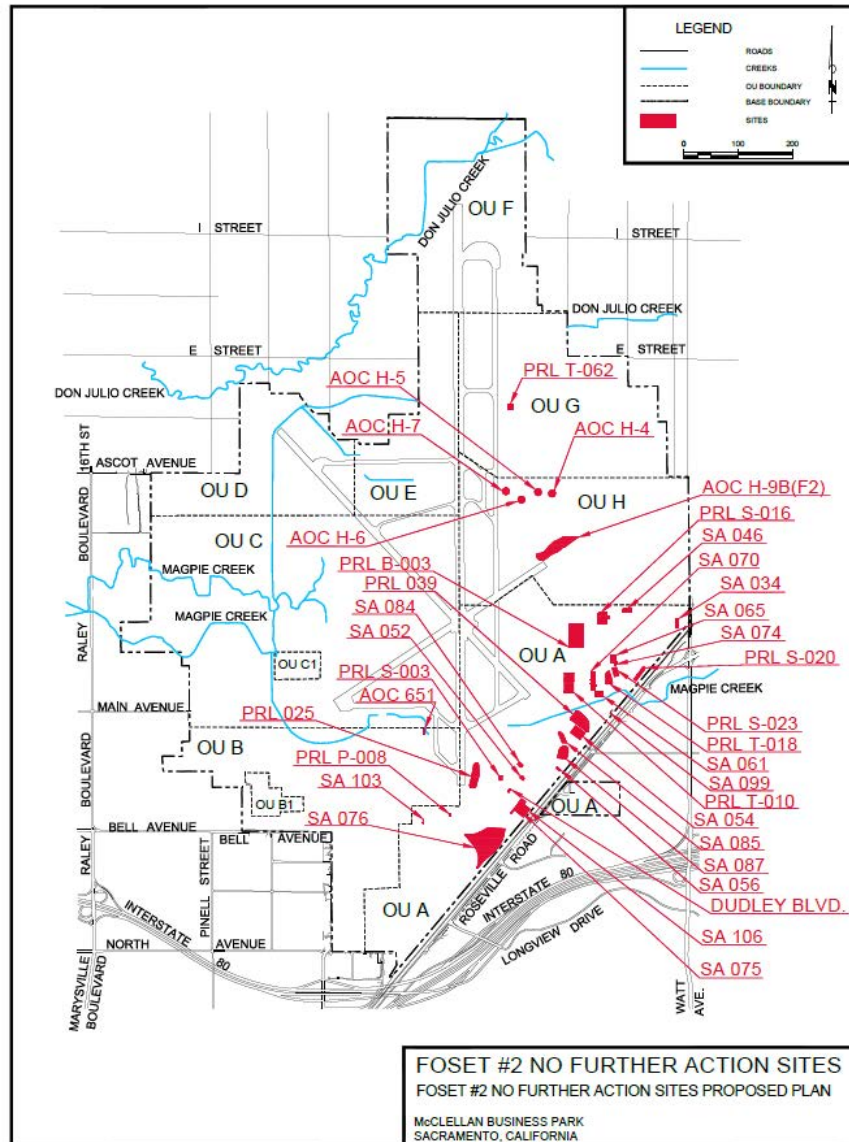 LEGEND
ROADS
CREEKS
OU BOUNDARY
N
BASE BOUNDARY
SITES
0 100 200
DON JULIO CREEK
OU F
I STREET
I STREET
DON JULIO CREEK
E STREET
E STREET
PRL T-062
AOC H-5
DON JULIO CREEK
OU G
AOC H-7
AOC H-4
16TH ST
ASCOT AVENUE
OU D
OU E
OU H
AOC H-9B(F2)
PRL S-016
OU C
AOC H-6
SA 046
BOULEVARD
PRL B-003
SA 070
MAGPIE CREEK
PRL 039
SA 034
SA 084
SA 065
MAGPIE CREEK
SA 052
SA 074
RALEY
OU A
PRL S-020
OU C1
PRL S-003
MAGPIE CREEK
AOC 651
MAIN AVENUE
PRL 025
PRL S-023
PRL T-018
OU B
SA 061
PRL P-008
SA 099
BOULEVARD
SA 103
PRL T-010
OU B1
OU A
SA 054
SA 076
SA 085
BELL AVENUE
BELL AVENUE
SA 087
RALEY
PINELL STREET
ROSEVILLE ROAD
SA 056
INTERSTATE 80
DUDLEY BLVD.
OU A
INTERSTATE
80
NORTH AVENUE
LONGVIEW DRIVE
SA 106
SA 075
MARYSVILLE
BOULEVARD
WATT
AVE.
FOSET #2 NO FURTHER ACTION SITES
FOSET #2 NO FURTHER ACTION SITES PROPOSED PLAN
McCLELLAN BUSINESS PARK
SACRAMENTO, CALIFORNIA